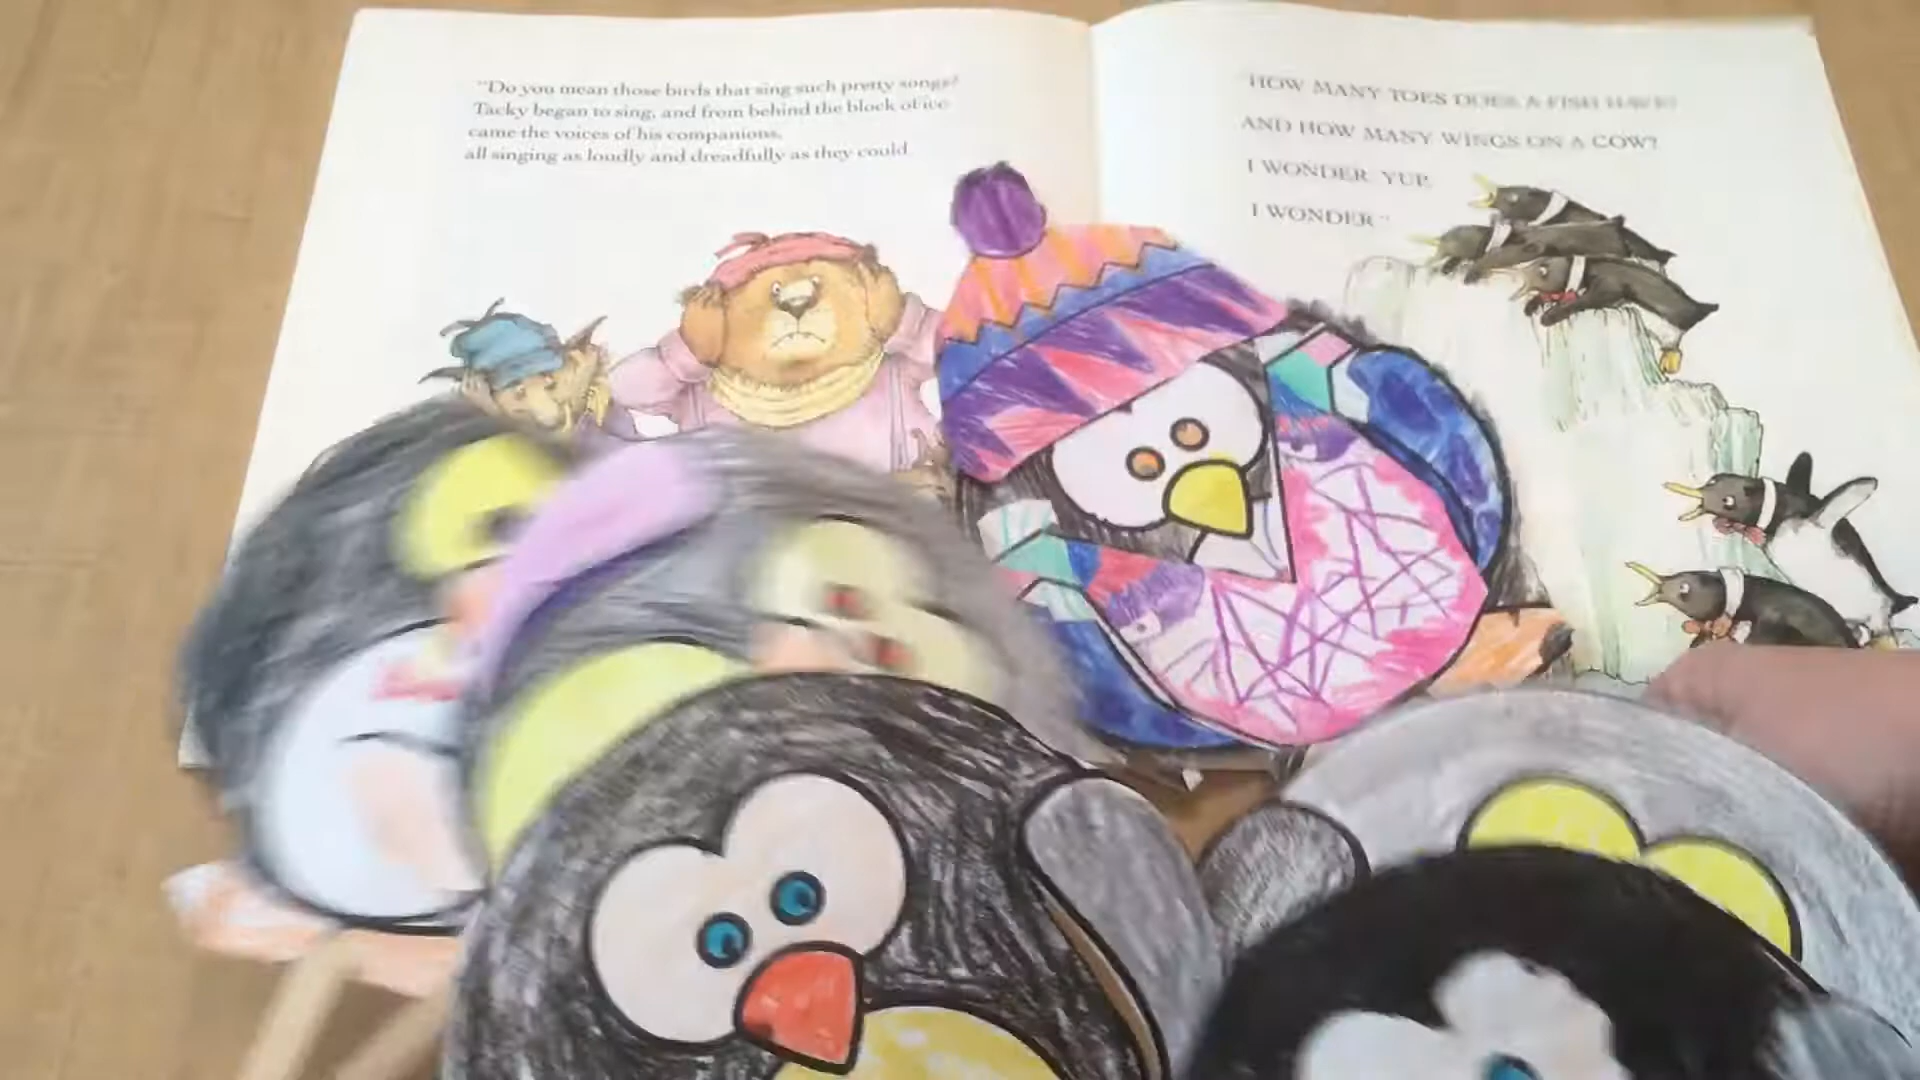 "Do you mean those birds that sing such pretty songs?"
Tacky began to sing, and from behind the block of ice
came the voices of his companions,
all singing as loudly and dreadfully as they could.
"HOW MANY TOES DOES A FISH HAVE?
AND HOW MANY WINGS ON A COW?
I WONDER. YUP,
I WONDER."